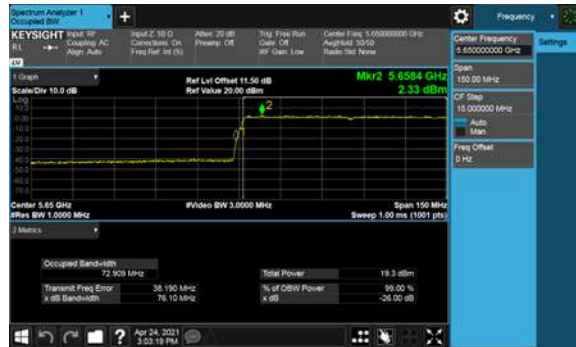 Spectrum Analyzer 1
Occupied BW
Frequency
KEYSIGHT
Input: RF
Coupling: AC
Align: Auto
Input Z: 50 Ω
Corrections: On
Freq Ref: Int (S)
Atten: 20 dB
Preamp: Off
Trig: Free Run
Gate: Off
#IF Gain: Low
Center Freq: 5.650000000 GHz
Avg|Hold: 50/50
Radio Std: None
Center Frequency
5.650000000 GHz
Settings
Span
150.00 MHz
CF Step
15.000000 MHz
Auto
Man
Freq Offset
0 Hz
1 Graph
Scale/Div 10.0 dB
Ref Lvl Offset 11.50 dB
Ref Value 20.00 dBm
Mkr2 5.6584 GHz
2.33 dBm
Log
2
Center 5.65 GHz
#Res BW 1.0000 MHz
#Video BW 3.0000 MHz
Span 150 MHz
Sweep 1.00 ms (1001 pts)
2 Metrics
Occupied Bandwidth
72.909 MHz
Total Power
19.3 dBm
Transmit Freq Error
38.190 MHz
% of OBW Power
99.00 %
x dB Bandwidth
76.10 MHz
x dB
-26.00 dB
Apr 24, 2021
3:03:19 PM